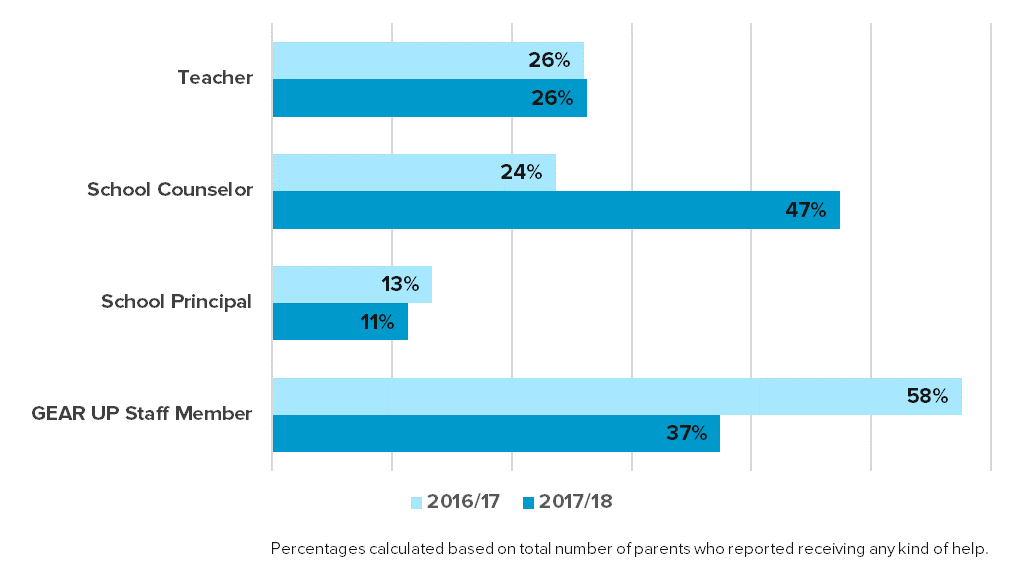 Teacher
26%
26%
School Counselor
24%
47%
School Principal
13%
11%
GEAR UP Staff Member
58%
37%
2016/17 2017/18
Percentages calculated based on total number of parents who reported receiving any kind of help.